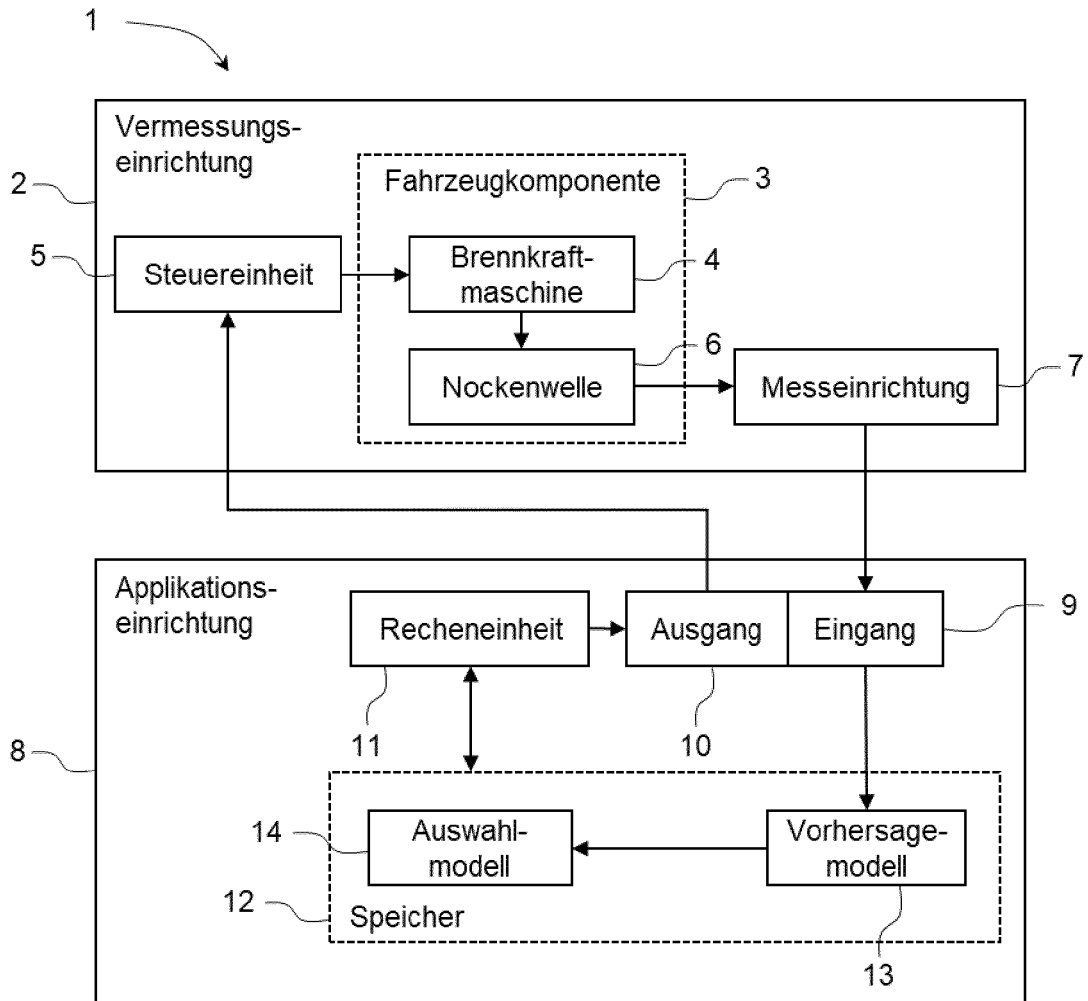 1
Vermessungs-
einrichtung
2
Fahrzeugkomponente
3
5
Steuereinheit
Brennkraft-
maschine
4
6
Nockenwelle
Messeinrichtung
7
Applikations-
einrichtung
Recheneinheit
Ausgang
Eingang
9
11
10
8
14
Auswahl-
modell
Vorhersage-
modell
12
Speicher
13